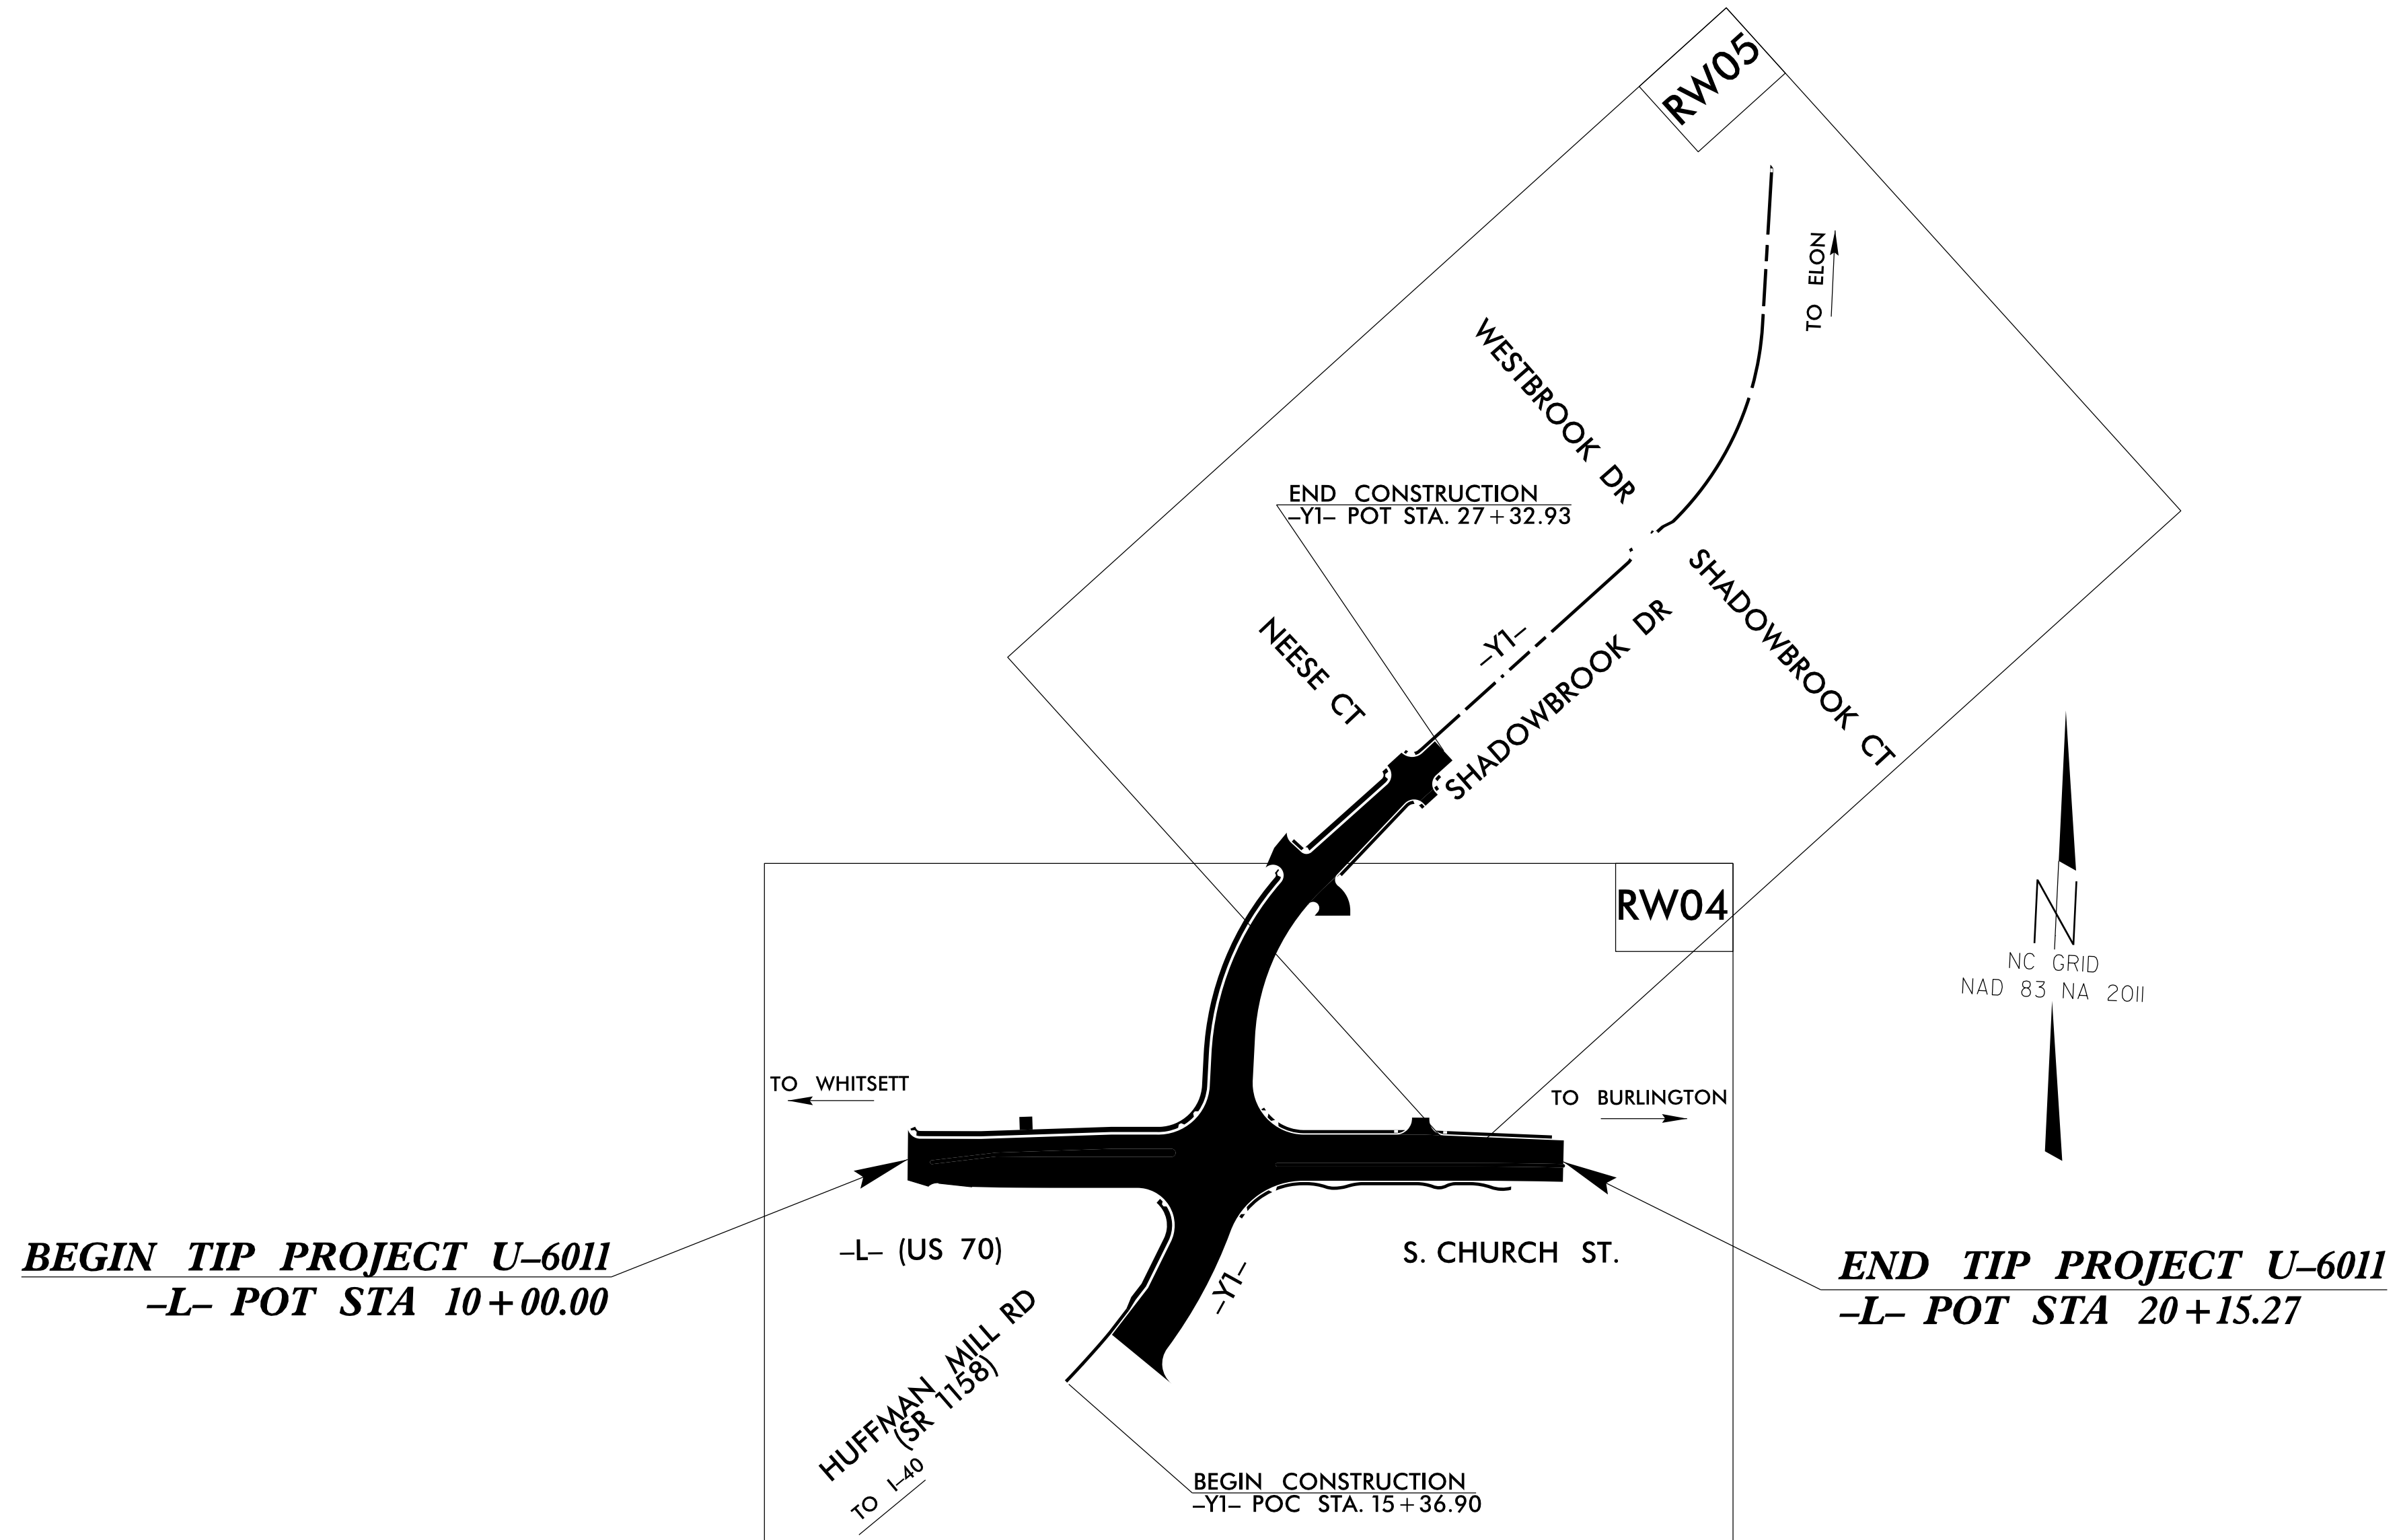 RW05
TO ELON
WESTBROOK DR
END CONSTRUCTION
–Y1– POT STA. 27+32.93
SHADOWBROOK CT
NEESE CT
–Y1–
SHADOWBROOK DR
RW04
N
NC GRID
NAD 83 NA 2011
TO WHITSETT
TO BURLINGTON
BEGIN TIP PROJECT U–6011
–L– POT STA 10+00.00
–L– (US 70)
–Y1–
S. CHURCH ST.
END TIP PROJECT U–6011
–L– POT STA 20+15.27
HUFFMAN MILL RD
(SR 1158)
TO I–40
BEGIN CONSTRUCTION
–Y1– POC STA. 15+36.90